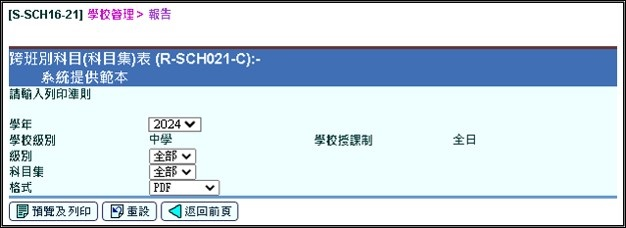 [S-SCH16-21] 學校管理> 報告
跨班別科目(科目集)表 (R-SCH021-C):-
系統提供範本
請輸入列印準則
學年 2024
學校級別 中學 學校授課制 全日
級別 全部
科目集 全部
格式 PDF
預覽及列印 重設 返回前頁